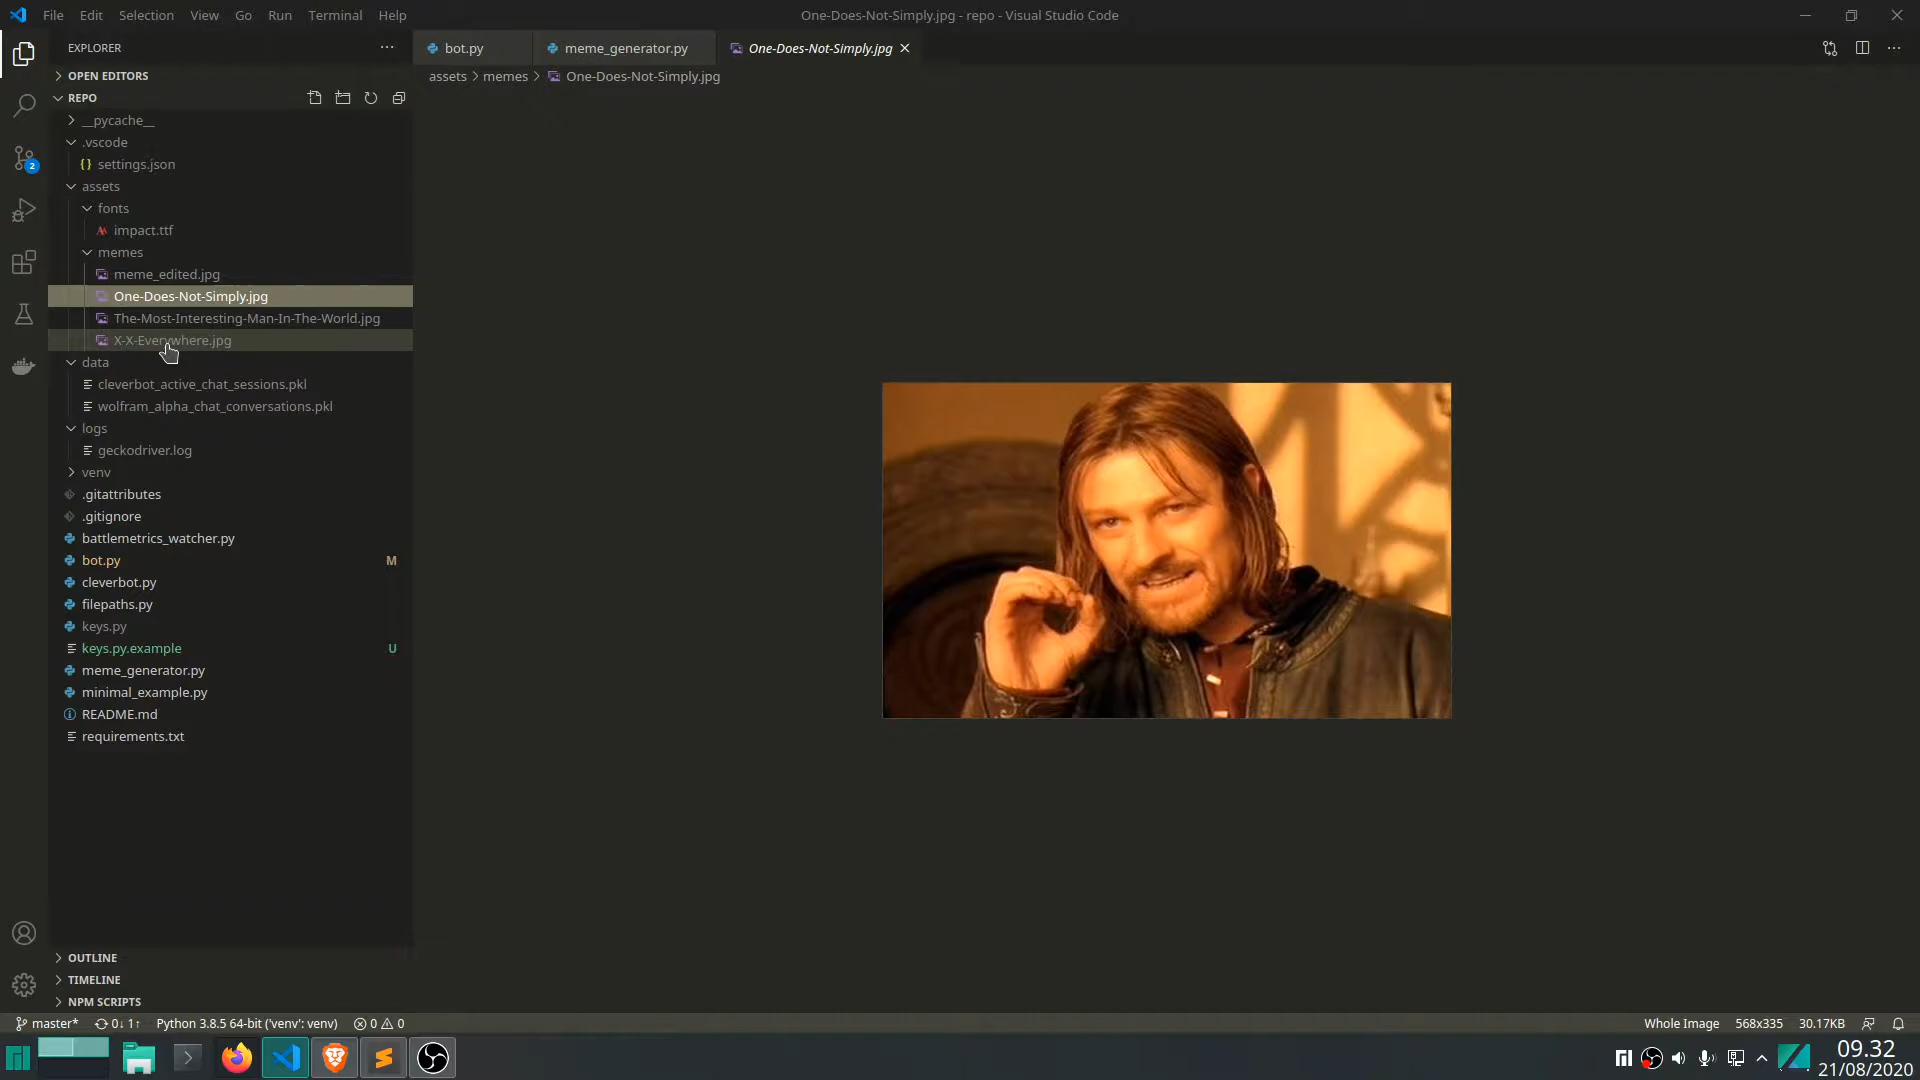 File Edit Selection View Go Run Terminal Help
One-Does-Not-Simply.jpg - repo - Visual Studio Code
EXPLORER
bot.py
meme_generator.py
One-Does-Not-Simply.jpg
OPEN EDITORS
assets > memes > One-Does-Not-Simply.jpg
REPO
__pycache__
.vscode
settings.json
assets
fonts
impact.ttf
memes
meme_edited.jpg
One-Does-Not-Simply.jpg
The-Most-Interesting-Man-In-The-World.jpg
X-X-Everywhere.jpg
data
cleverbot_active_chat_sessions.pkl
wolfram_alpha_chat_conversations.pkl
logs
geckodriver.log
venv
.gitattributes
.gitignore
battlemetrics_watcher.py
bot.py M
cleverbot.py
filepaths.py
keys.py
keys.py.example U
meme_generator.py
minimal_example.py
README.md
requirements.txt
2
OUTLINE
TIMELINE
NPM SCRIPTS
master* 0↓ 1↑ Python 3.8.5 64-bit ('venv': venv) 0 0
Whole Image 568x335 30.17KB
09.32
21/08/2020